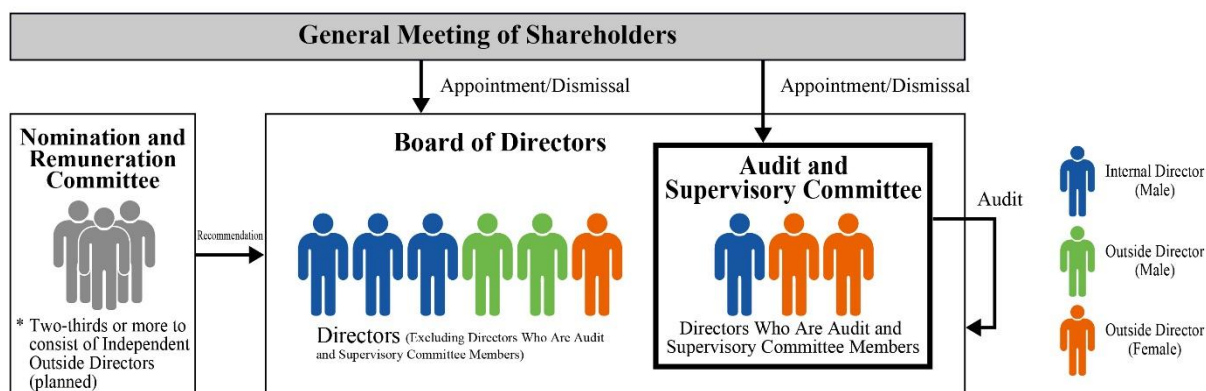 General Meeting of Shareholders
Appointment/Dismissal
Appointment/Dismissal
Nomination and
Remuneration
Committee
* Two-thirds or more to
consist of Independent
Outside Directors
(planned)
Recommendation
Board of Directors
Directors (Excluding Directors Who Are Audit
and Supervisory Committee Members)
Audit and
Supervisory Committee
Directors Who Are Audit and
Supervisory Committee Members
Audit
Internal Director
(Male)
Outside Director
(Male)
Outside Director
(Female)